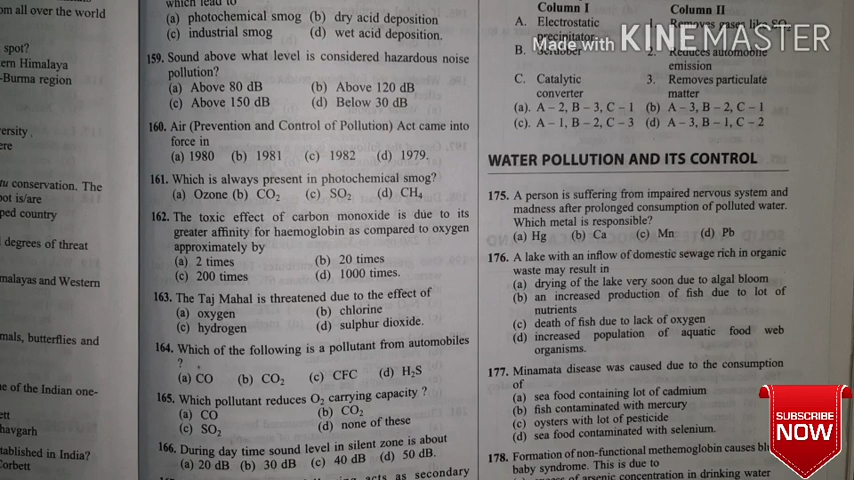 om all over the world
spot?
ern Himalaya
-Burma region
ersity
ere
tu conservation. The
pot is/are
ped country
degrees of threat
malayas and Western
mals, butterflies and
e of the Indian one-
ett
havgarh
tablished in India?
Corbett
which lead to
(a) photochemical smog (b) dry acid deposition
(c) industrial smog (d) wet acid deposition.
159. Sound above what level is considered hazardous noise
pollution?
(a) Above 80 dB (b) Above 120 dB
(c) Above 150 dB (d) Below 30 dB
160. Air (Prevention and Control of Pollution) Act came into
force in
(a) 1980 (b) 1981 (c) 1982 (d) 1979.
161. Which is always present in photochemical smog?
(a) Ozone (b) CO₂ (c) SO₂ (d) CH₄
162. The toxic effect of carbon monoxide is due to its
greater affinity for haemoglobin as compared to oxygen
approximately by
(a) 2 times (b) 20 times
(c) 200 times (d) 1000 times.
163. The Taj Mahal is threatened due to the effect of
(a) oxygen (b) chlorine
(c) hydrogen (d) sulphur dioxide.
164. Which of the following is a pollutant from automobiles
?
(a) CO (b) CO₂ (c) CFC (d) H₂S
165. Which pollutant reduces O₂ carrying capacity ?
(a) CO (b) CO₂
(c) SO₂ (d) none of these
166. During day time sound level in silent zone is about
(a) 20 dB (b) 30 dB (c) 40 dB (d) 50 dB.
acts as secondary
Column I Column II
A. Electrostatic 1. Removes gases like SO₂
precipitator
B. Scrubber 2. Reduces automobile
emission
C. Catalytic 3. Removes particulate
converter matter
(a). A – 2, B – 3, C – 1 (b) A – 3, B – 2, C – 1
(c). A – 1, B – 2, C – 3 (d) A – 3, B – 1, C – 2
Made with KINEMASTER
WATER POLLUTION AND ITS CONTROL
175. A person is suffering from impaired nervous system and
madness after prolonged consumption of polluted water.
Which metal is responsible?
(a) Hg (b) Ca (c) Mn (d) Pb
176. A lake with an inflow of domestic sewage rich in organic
waste may result in
(a) drying of the lake very soon due to algal bloom
(b) an increased production of fish due to lot of
nutrients
(c) death of fish due to lack of oxygen
(d) increased population of aquatic food web
organisms.
177. Minamata disease was caused due to the consumption
of
(a) sea food containing lot of cadmium
(b) fish contaminated with mercury
(c) oysters with lot of pesticide
(d) sea food contaminated with selenium.
178. Formation of non-functional methemoglobin causes bl
baby syndrome. This is due to
of arsenic concentration in drinking water
SUBSCRIBE
NOW